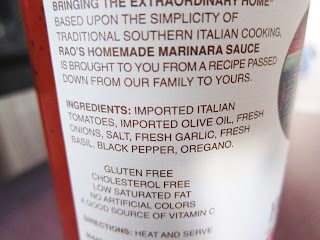 BRINGING THE EXTRAORDINARY HOME®
BASED UPON THE SIMPLICITY OF
TRADITIONAL SOUTHERN ITALIAN COOKING,
RAO'S HOMEMADE MARINARA SAUCE
IS BROUGHT TO YOU FROM A RECIPE PASSED
DOWN FROM OUR FAMILY TO YOURS.
INGREDIENTS: IMPORTED ITALIAN
TOMATOES, IMPORTED OLIVE OIL, FRESH
ONIONS, SALT, FRESH GARLIC, FRESH
BASIL, BLACK PEPPER, OREGANO.
GLUTEN FREE
CHOLESTEROL FREE
LOW SATURATED FAT
NO ARTIFICIAL COLORS
A GOOD SOURCE OF VITAMIN C
DIRECTIONS: HEAT AND SERVE